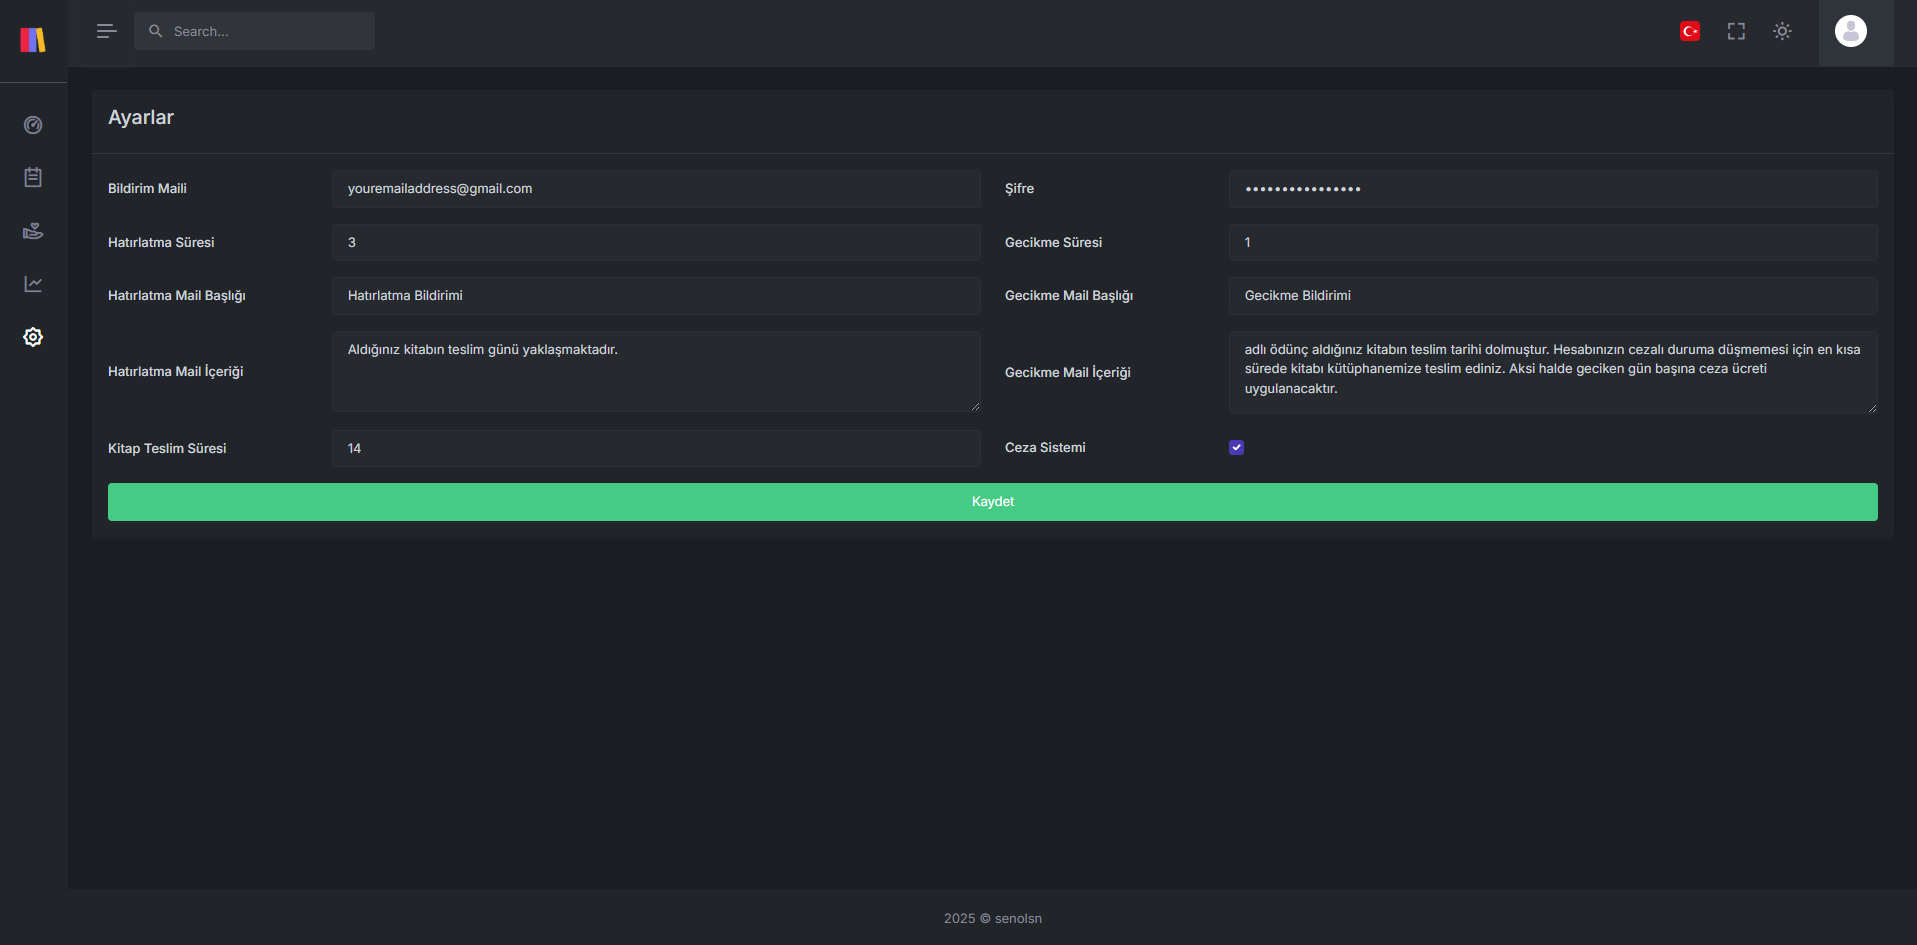 Search...
Ayarlar
Bildirim Maili
youremailaddress@gmail.com
Şifre
••••••••••••••••
Hatırlatma Süresi
3
Gecikme Süresi
1
Hatırlatma Mail Başlığı
Hatırlatma Bildirimi
Gecikme Mail Başlığı
Gecikme Bildirimi
Hatırlatma Mail İçeriği
Aldığınız kitabın teslim günü yaklaşmaktadır.
Gecikme Mail İçeriği
adlı ödünç aldığınız kitabın teslim tarihi dolmuştur. Hesabınızın cezalı duruma düşmemesi için en kısa
sürede kitabı kütüphanemize teslim ediniz. Aksi halde geciken gün başına ceza ücreti
uygulanacaktır.
Kitap Teslim Süresi
14
Ceza Sistemi
Kaydet
2025 © senolsn